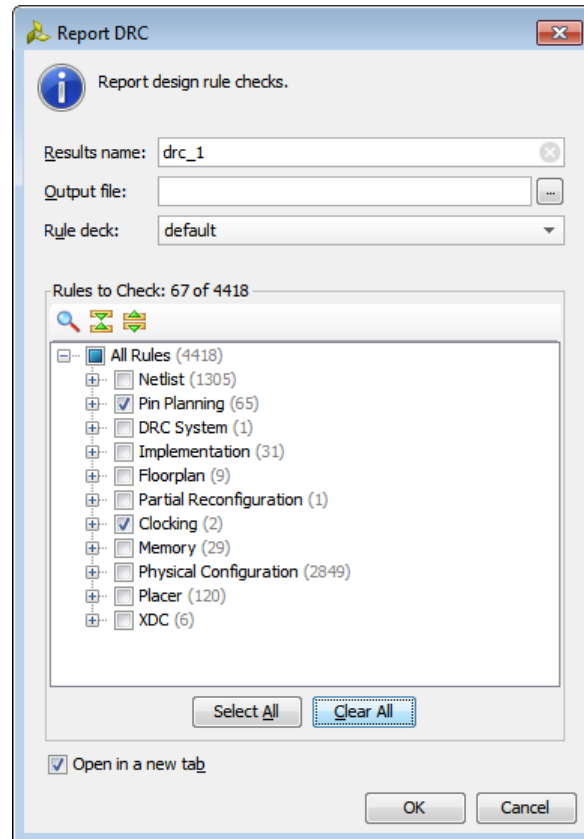 Report DRC
Report design rule checks.
Results name: drc_1
Output file: ...
Rule deck: default
Rules to Check: 67 of 4418
All Rules (4418)
Netlist (1305)
Pin Planning (65)
DRC System (1)
Implementation (31)
Floorplan (9)
Partial Reconfiguration (1)
Clocking (2)
Memory (29)
Physical Configuration (2849)
Placer (120)
XDC (6)
Select All Clear All
Open in a new tab
OK Cancel